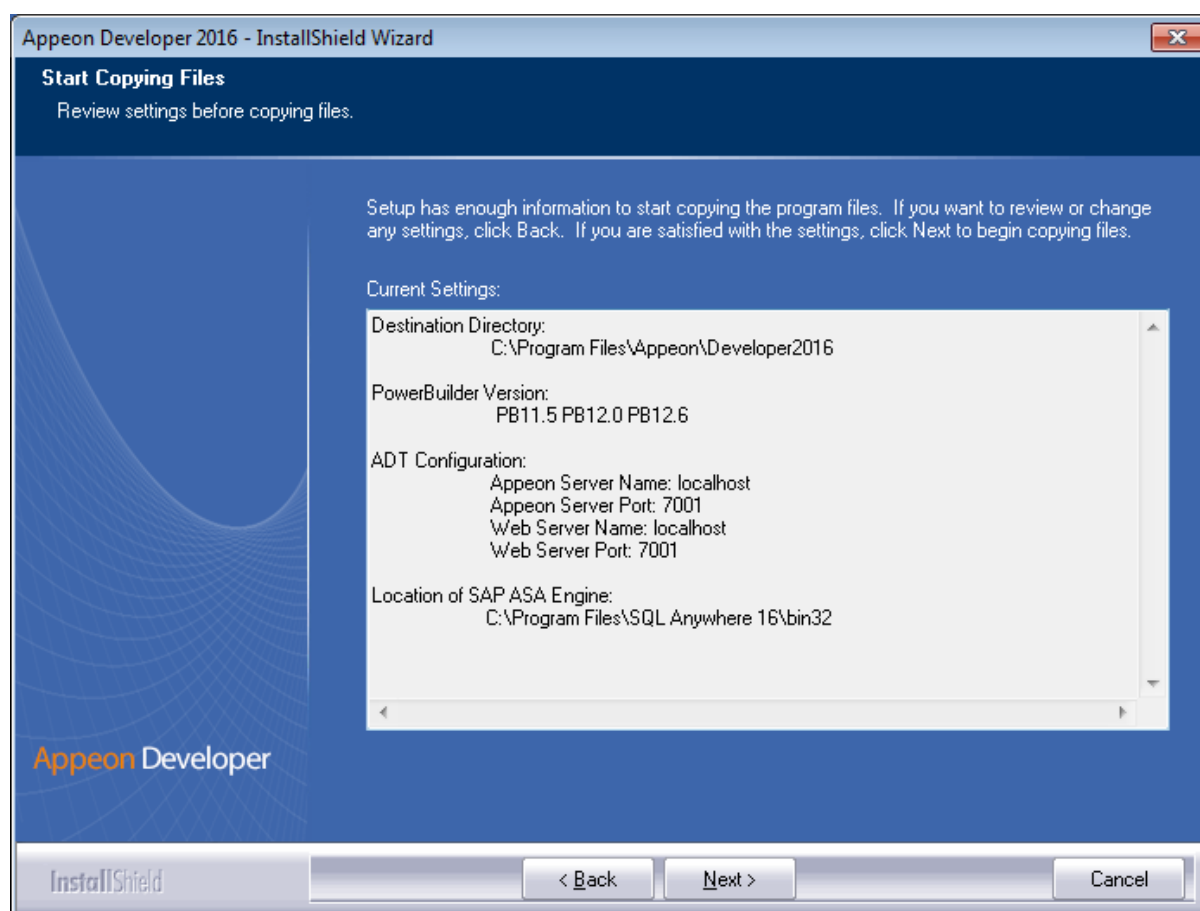 Appeon Developer 2016 - InstallShield Wizard
Start Copying Files
Review settings before copying files.
Setup has enough information to start copying the program files. If you want to review or change
any settings, click Back. If you are satisfied with the settings, click Next to begin copying files.
Current Settings:
Destination Directory:
C:\Program Files\Appeon\Developer2016
PowerBuilder Version:
PB11.5 PB12.0 PB12.6
ADT Configuration:
Appeon Server Name: localhost
Appeon Server Port: 7001
Web Server Name: localhost
Web Server Port: 7001
Location of SAP ASA Engine:
C:\Program Files\SQL Anywhere 16\bin32
Appeon Developer
InstallShield
< Back
Next >
Cancel